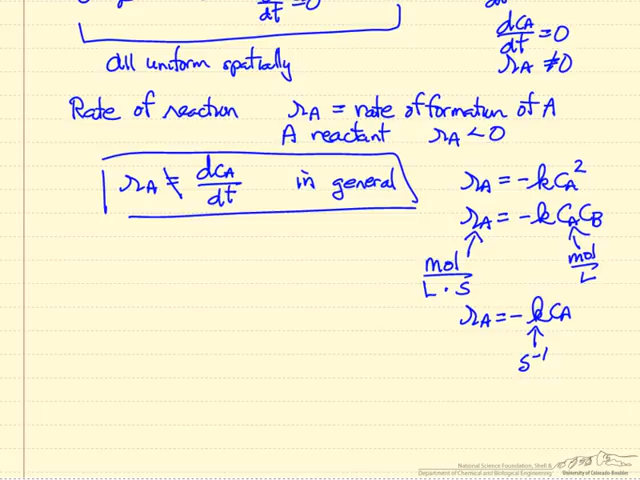 dt = 0
dCA/dt = 0
rA ≠ 0
All uniform spatially
Rate of reaction rA = rate of formation of A
A reactant rA < 0
rA ≠ dCA/dt in general
rA = -kCA²
rA = -kCACB
mol/L·s
mol/L
rA = -kCA
s⁻¹
National Science Foundation, Shell &
Department of Chemical and Biological Engineering
University of Colorado Boulder